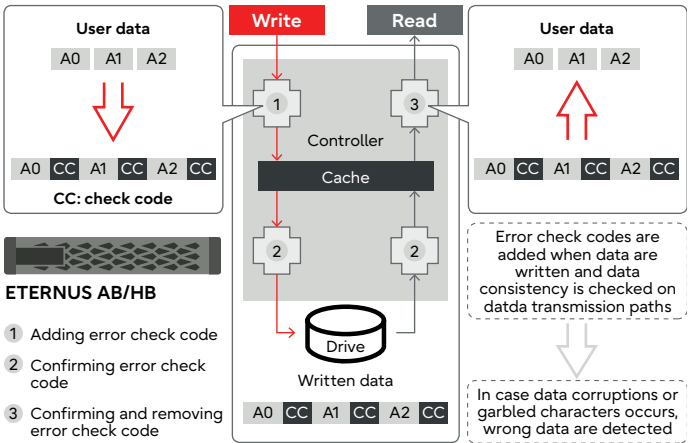 User data
A0 A1 A2
A0 CC A1 CC A2 CC
CC: check code
ETERNUS AB/HB
1 Adding error check code
2 Confirming error check
code
3 Confirming and removing
error check code
Write
Read
1
3
Controller
Cache
2
2
Drive
Written data
A0 CC A1 CC A2 CC
User data
A0 A1 A2
A0 CC A1 CC A2 CC
Error check codes are
added when data are
written and data
consistency is checked on
datda transmission paths
In case data corruptions or
garbled characters occurs,
wrong data are detected